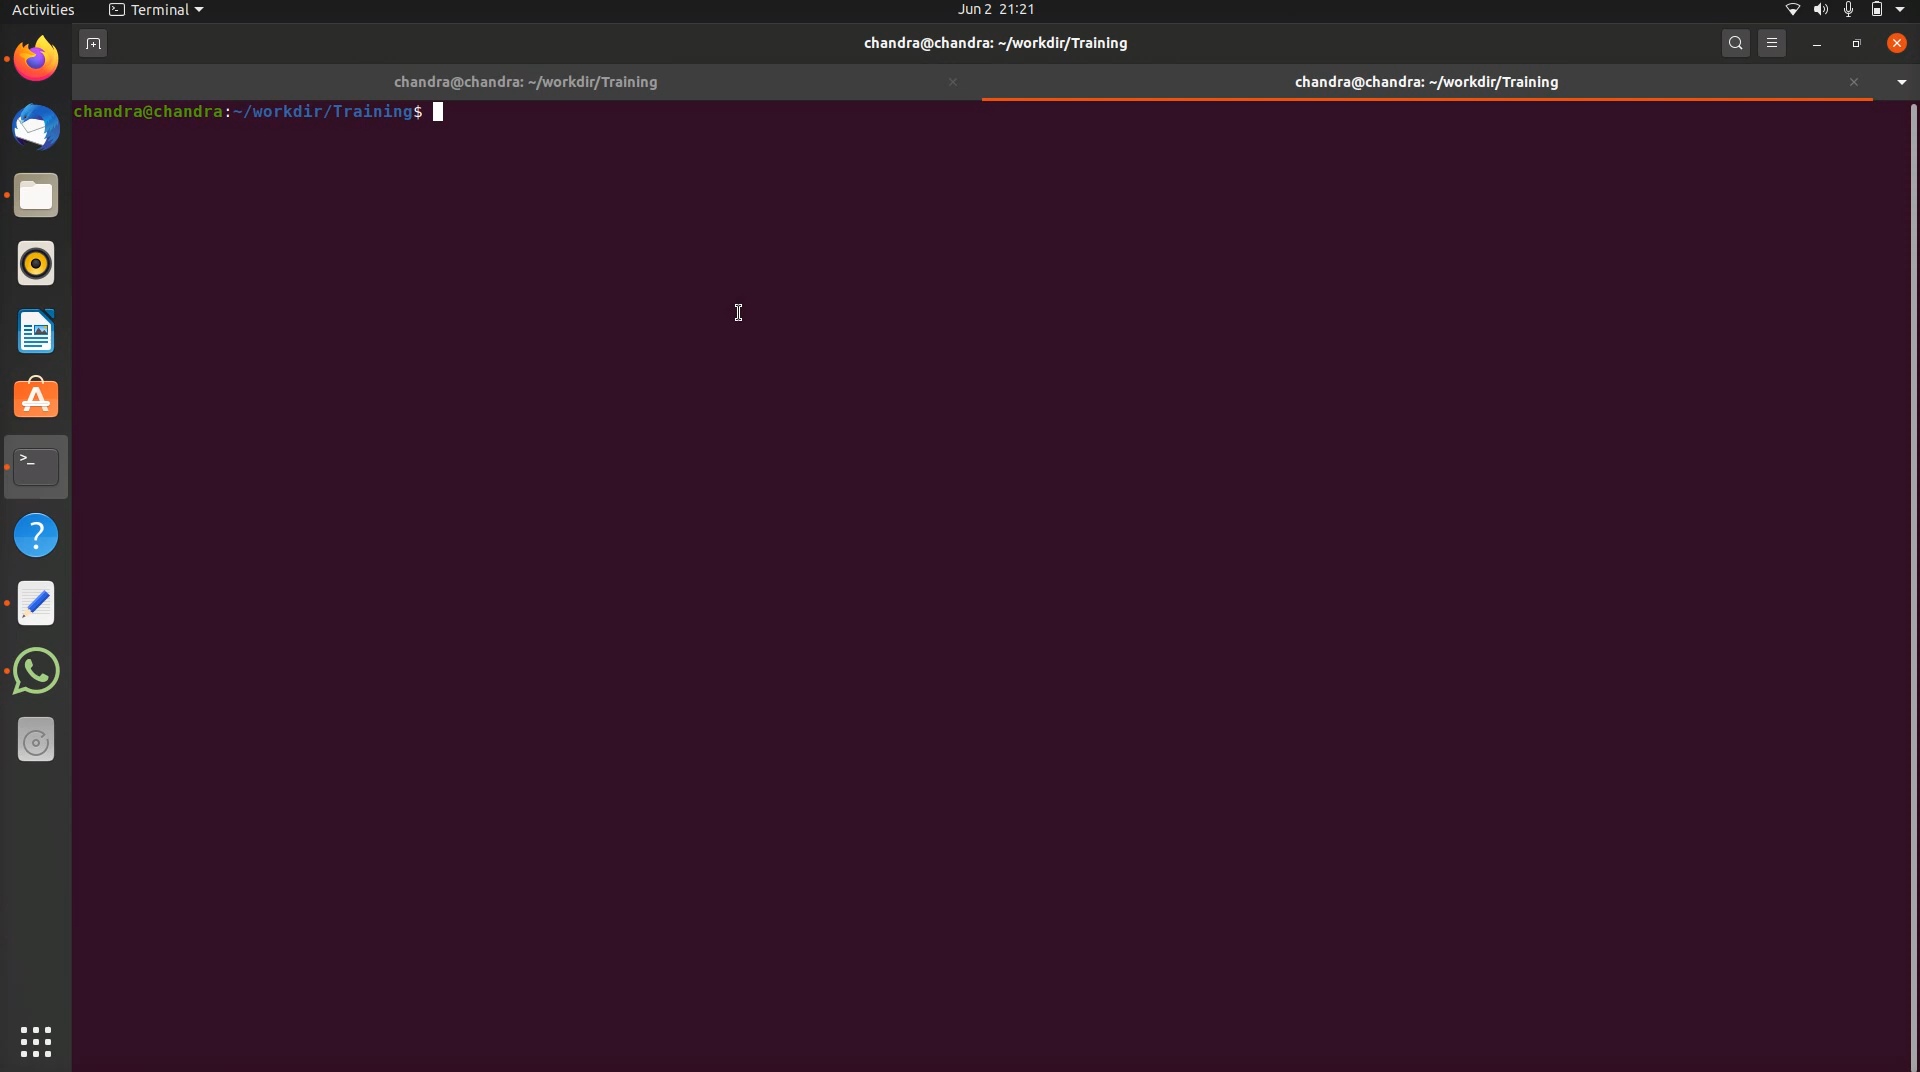 Activities
Terminal
Jun 2 21:21
chandra@chandra: ~/workdir/Training
chandra@chandra: ~/workdir/Training
chandra@chandra: ~/workdir/Training
chandra@chandra:~/workdir/Training$